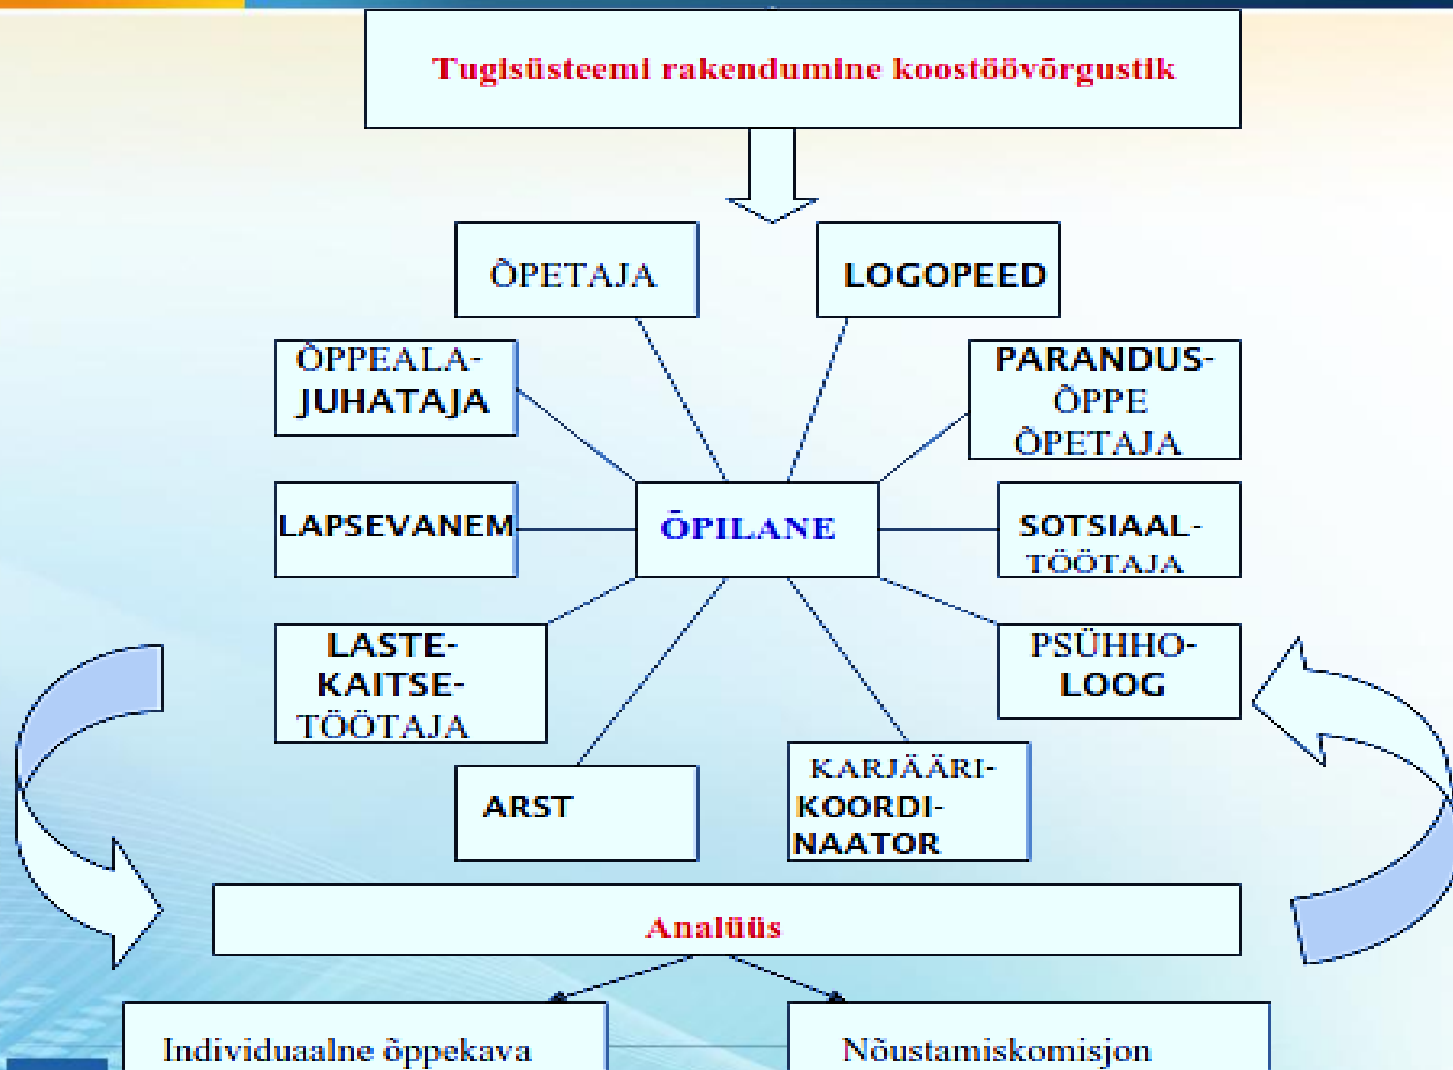 Tugisüsteemi rakendumine koostöövõrgustik
ÕPETAJA
LOGOPEED
ÕPPEALA-
JUHATAJA
PARANDUS-
ÕPPE
ÕPETAJA
LAPSEVANEM
ÕPILANE
SOTSIAAL-
TÖÖTAJA
LASTE-
KAITSE-
TÖÖTAJA
PSÜHHO-
LOOG
ARST
KARJÄÄRI-
KOORDI-
NAATOR
Analüüs
Individuaalne õppekava
Nõustamiskomisjon